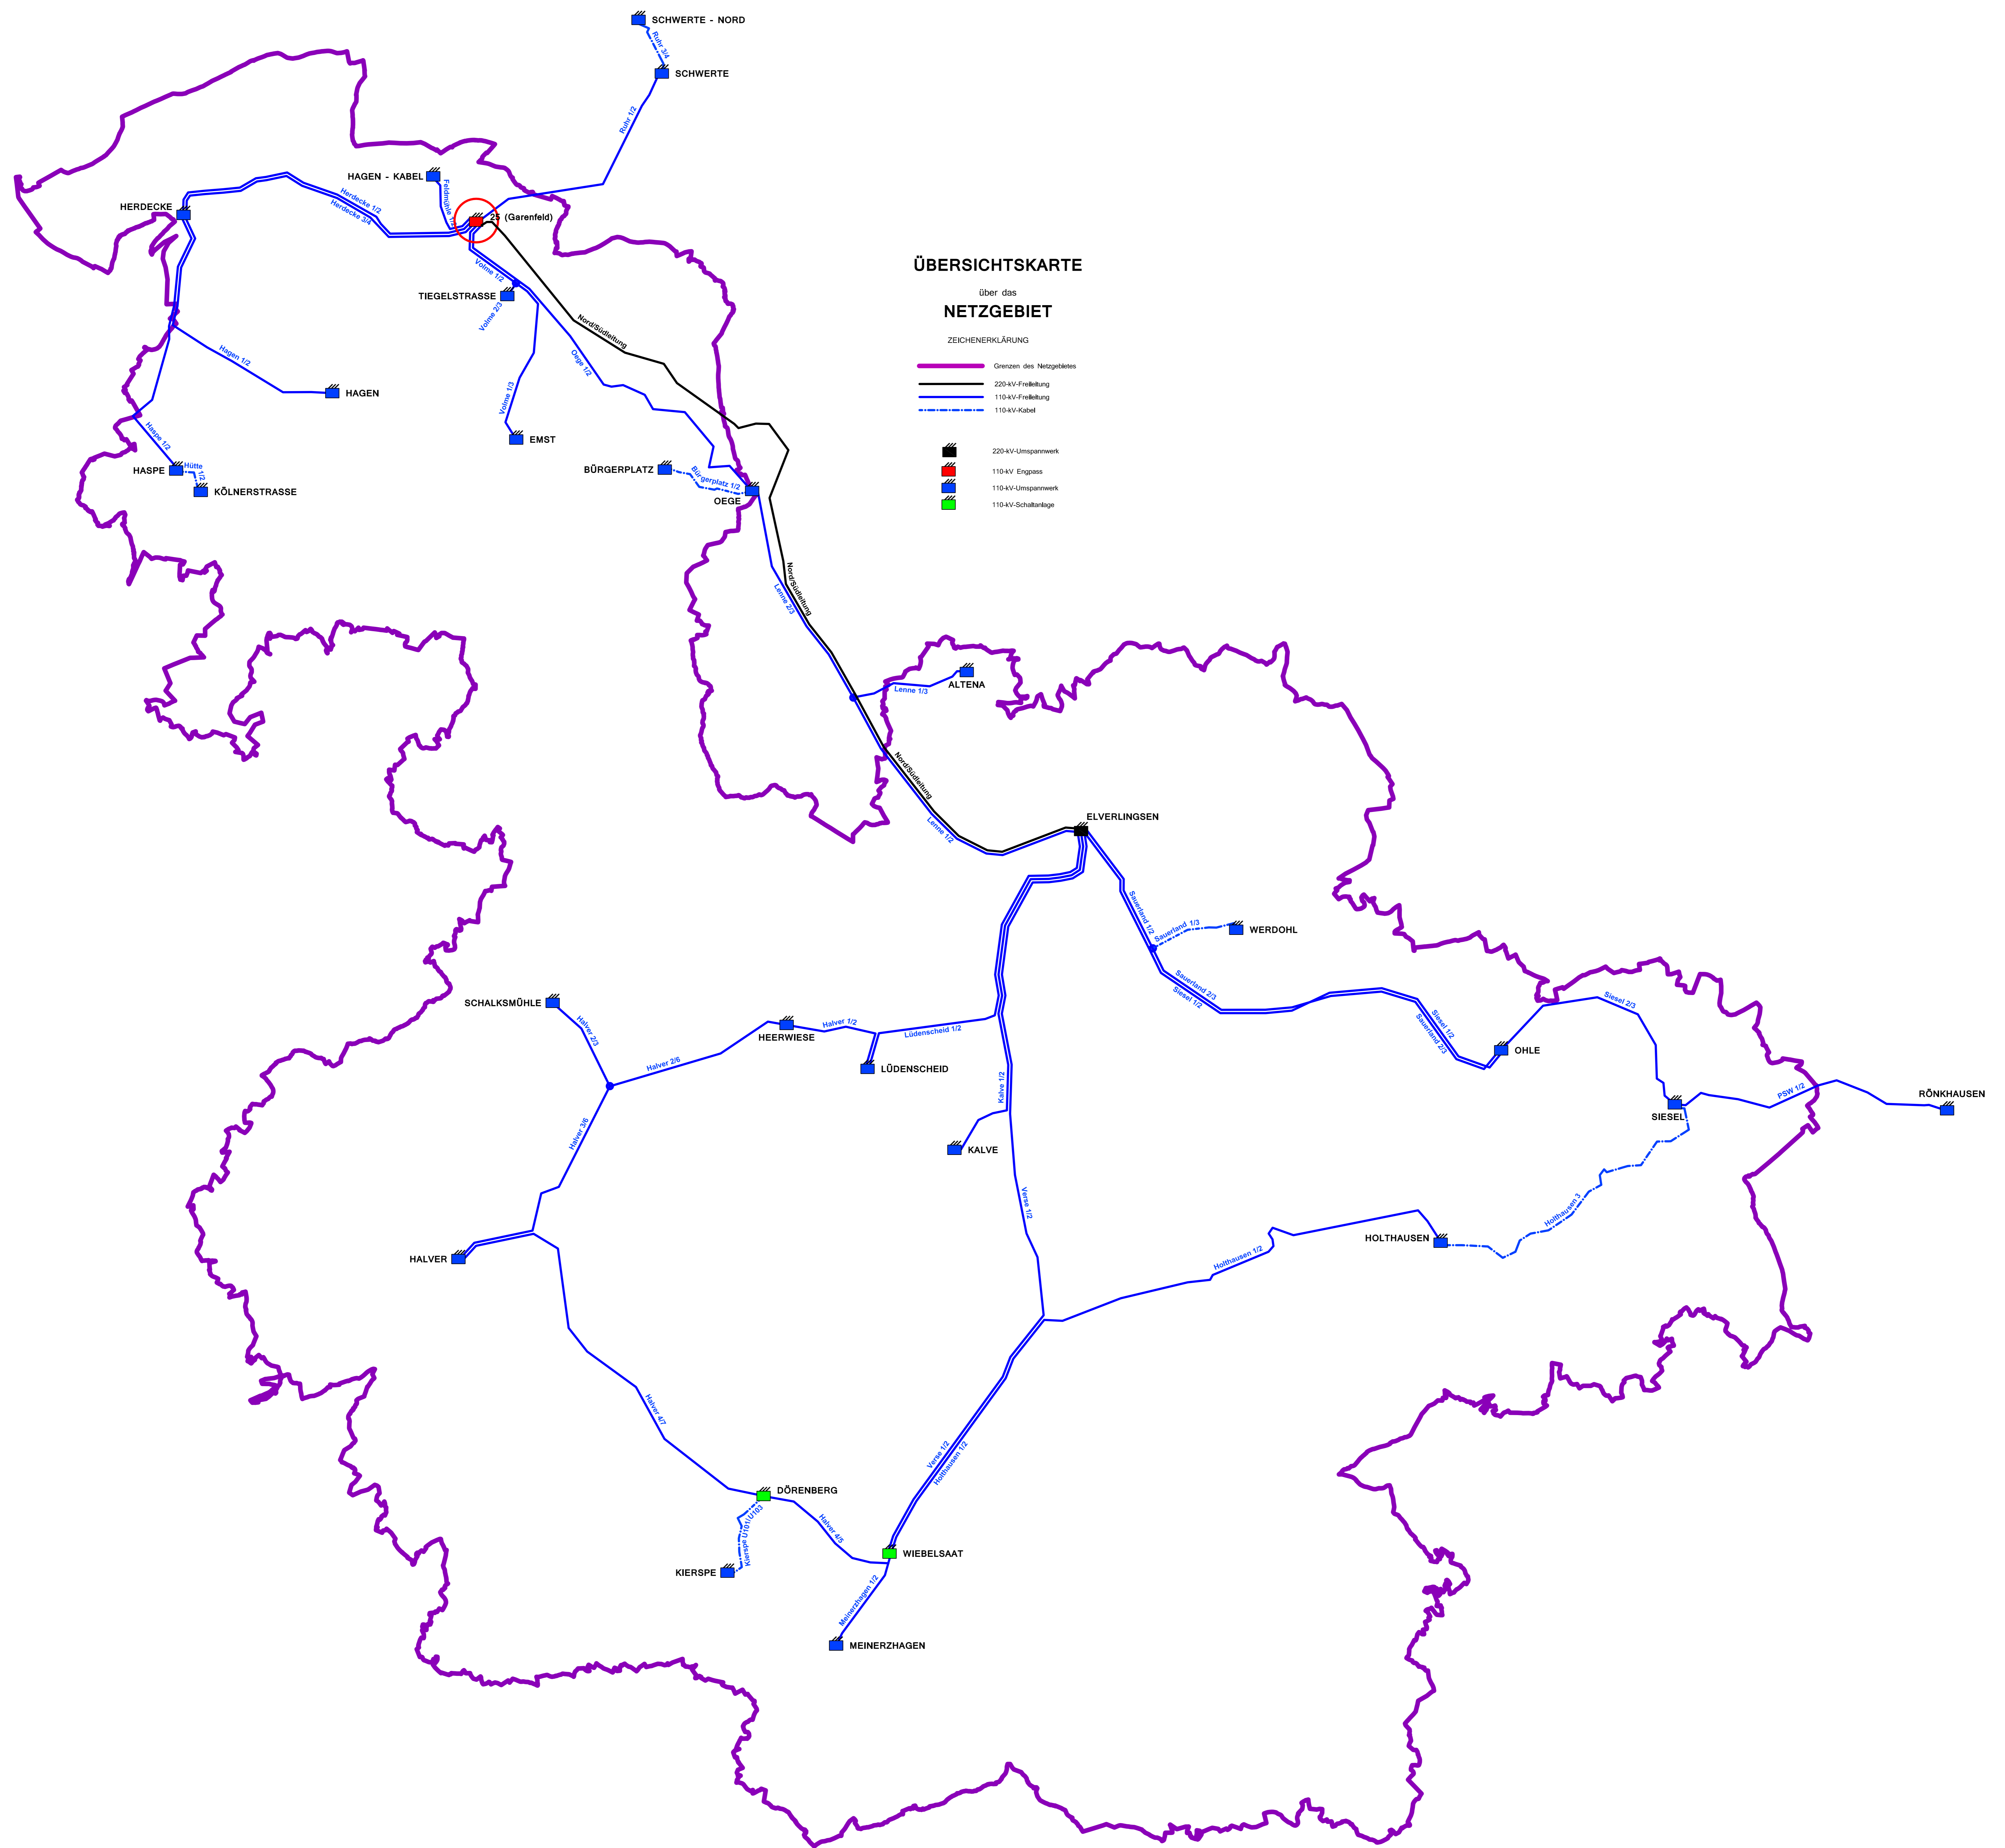 SCHWERTE - NORD
Ruhr 3/4
SCHWERTE
Ruhr 1/2
HAGEN - KABEL
Feldmühle 1/
HERDECKE
Herdecke 1/2
Herdecke 3/4
25 (Garenfeld)
Volme 1/2
TIEGELSTRASSE
Volme 2/3
Nord/Südleitung
Oege 1/2
Hagen 1/2
HAGEN
Volme 1/3
EMST
Haspe 1/2
HASPE
Hütte
1/2
KÖLNERSTRASSE
BÜRGERPLATZ
Bürgerplatz 1/2
OEGE
ÜBERSICHTSKARTE
über das
NETZGEBIET
ZEICHENERKLÄRUNG
Grenzen des Netzgebietes
220-kV-Freileitung
110-kV-Freileitung
110-kV-Kabel
220-kV-Umspannwerk
110-kV Engpass
110-kV-Umspannwerk
110-kV-Schaltanlage
Nord/Südleitung
Lenne 2/3
ALTENA
Lenne 1/3
Nord/Südleitung
Lenne 1/2
ELVERLINGSEN
Sauerland 1/2
Sauerland 1/3
WERDOHL
Sauerland 2/3
Siesel 1/2
Siesel 1/2
Sauerland 2/3
OHLE
Siesel 2/3
SIESEL
PSW 1/2
RÖNKHAUSEN
SCHALKSMÜHLE
Halver 2/3
HEERWIESE
Halver 1/2
Lüdenscheid 1/2
LÜDENSCHEID
Halver 2/6
Kalve 1/2
KALVE
Halver 3/6
Verse 1/2
Holthausen 3
HOLTHAUSEN
Holthausen 1/2
HALVER
Halver 4/7
Verse 1/2
Holthausen 1/2
DÖRENBERG
Kierspe U101/U103
Halver 4/5
WIEBELSAAT
KIERSPE
Meinerzhagen 1/2
MEINERZHAGEN